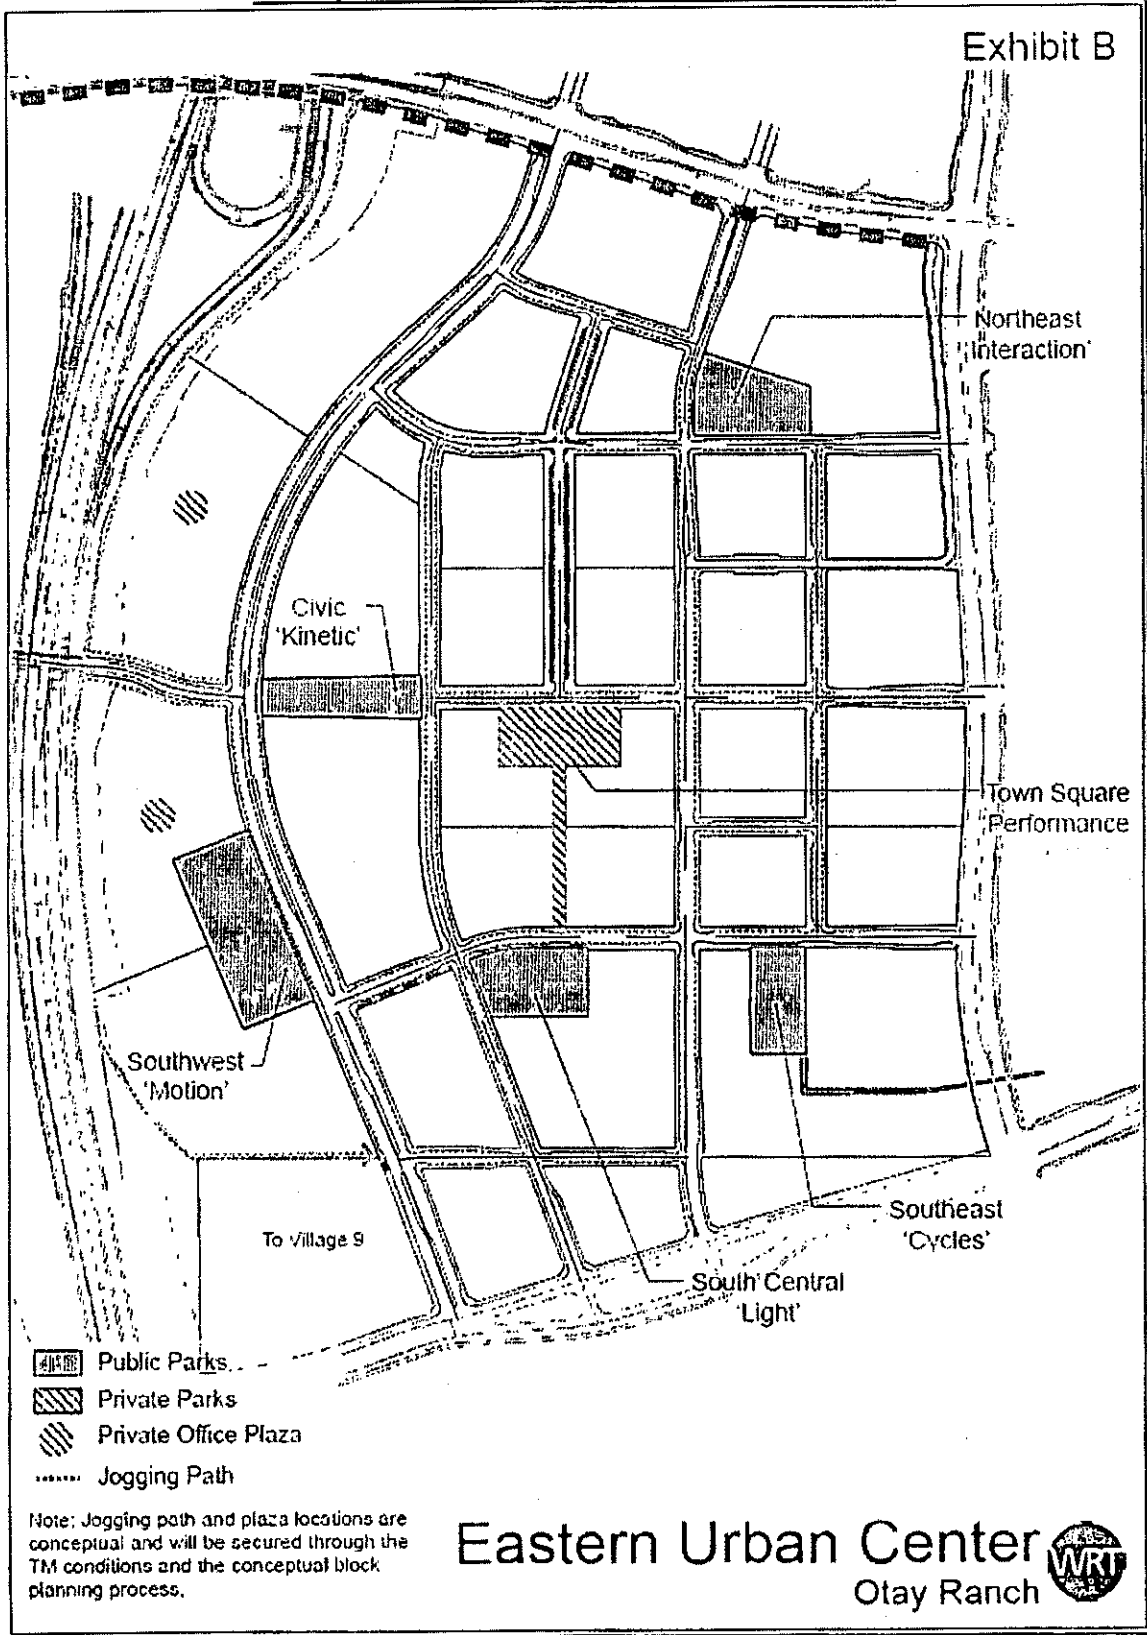 Exhibit B
Northeast
'Interaction'
Civic
'Kinetic'
Town Square
'Performance
Southwest
'Motion'
To Village 9
Southeast
'Cycles'
South Central
'Light'
Public Parks
Private Parks
Private Office Plaza
Jogging Path
Note: Jogging path and plaza locations are
conceptual and will be secured through the
TM conditions and the conceptual block
planning process.
Eastern Urban Center
WRT
Otay Ranch